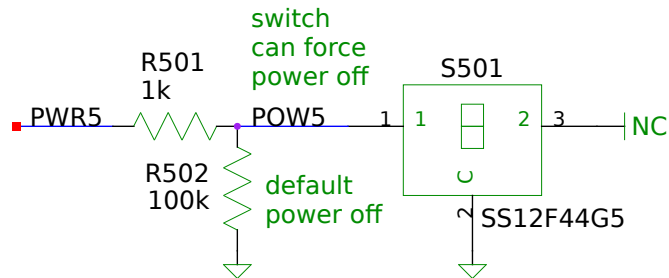 switch
can force
power off
R501
1k
S501
PWR5
POW5
1
1
2
3
NC
R502
100k
default
power off
C
2
SS12F44G5